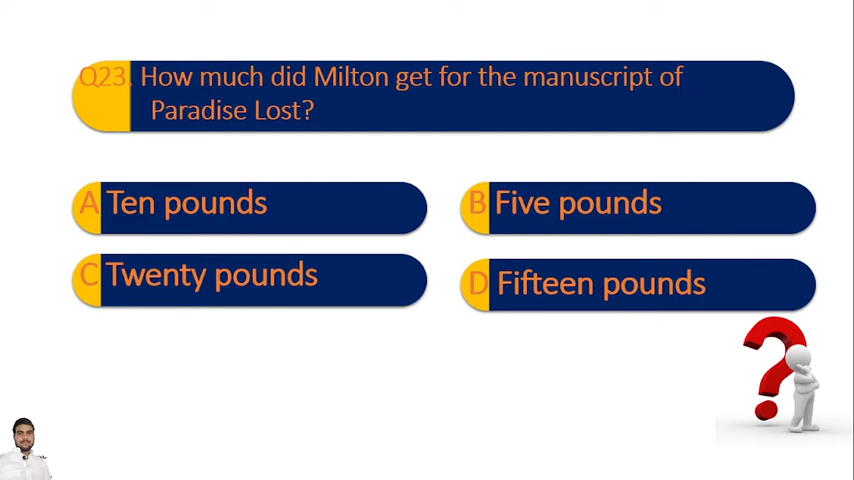 Q23. How much did Milton get for the manuscript of
Paradise Lost?
A Ten pounds
B Five pounds
C Twenty pounds
D Fifteen pounds